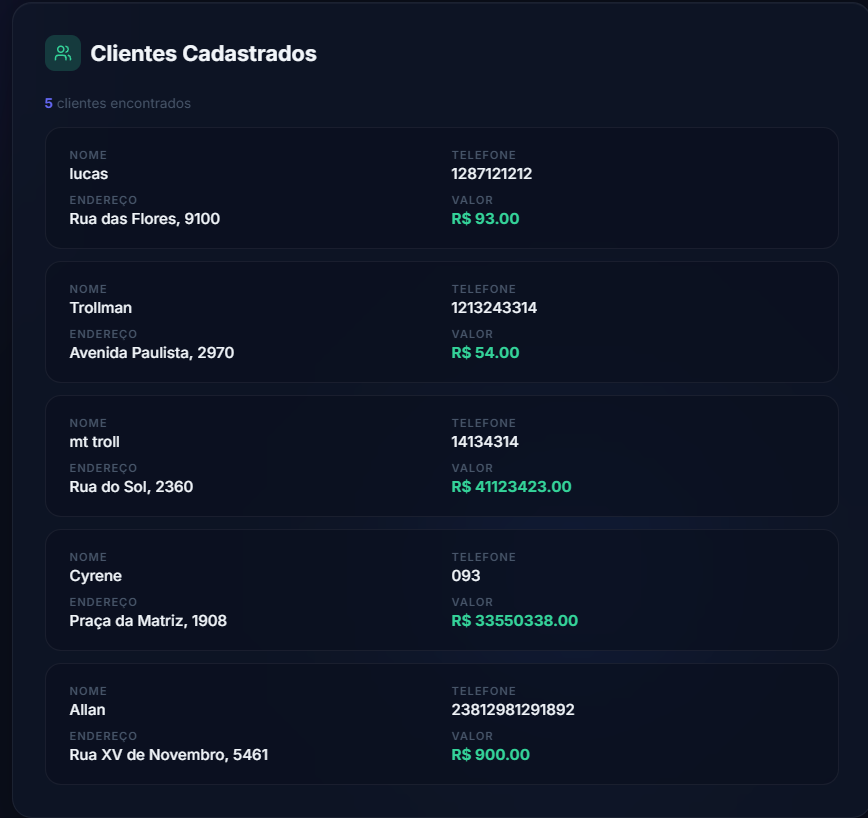 Clientes Cadastrados
5 clientes encontrados
NOME
lucas
TELEFONE
1287121212
ENDEREÇO
Rua das Flores, 9100
VALOR
R$ 93.00
NOME
Trollman
TELEFONE
1213243314
ENDEREÇO
Avenida Paulista, 2970
VALOR
R$ 54.00
NOME
mt troll
TELEFONE
14134314
ENDEREÇO
Rua do Sol, 2360
VALOR
R$ 41123423.00
NOME
Cyrene
TELEFONE
093
ENDEREÇO
Praça da Matriz, 1908
VALOR
R$ 33550338.00
NOME
Allan
TELEFONE
23812981291892
ENDEREÇO
Rua XV de Novembro, 5461
VALOR
R$ 900.00